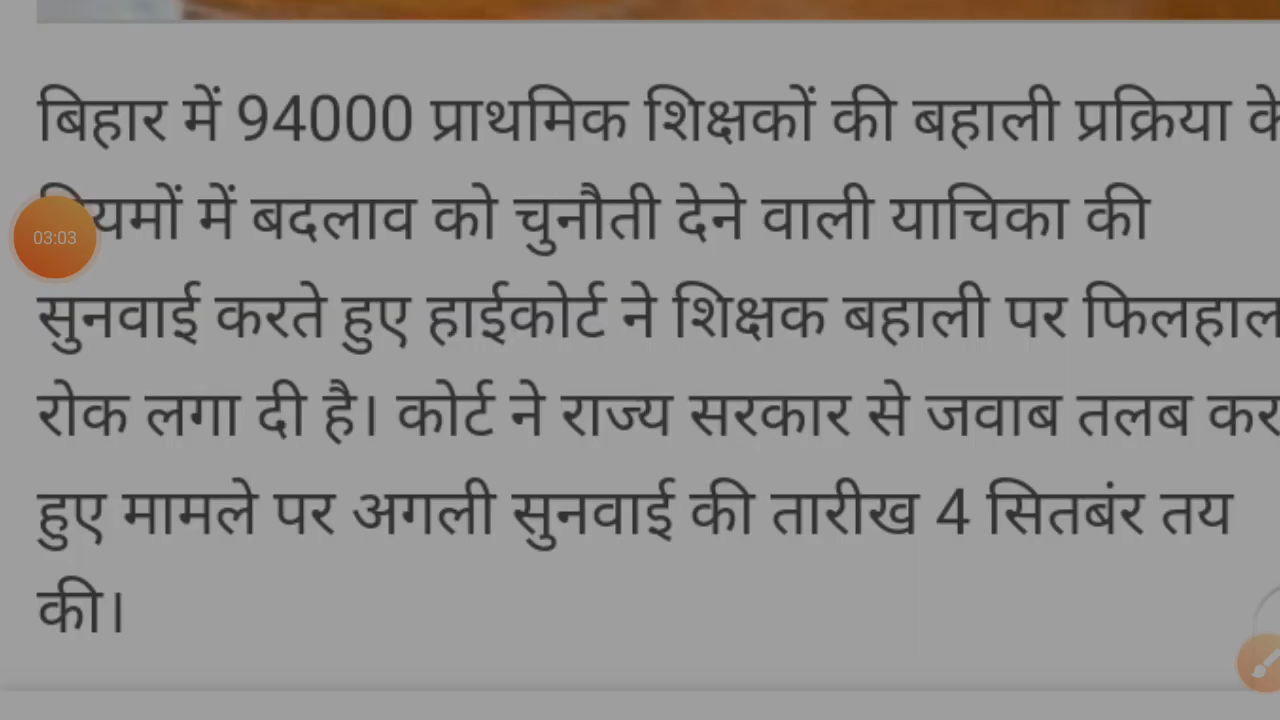 बिहार में 94000 प्राथमिक शिक्षकों की बहाली प्रक्रिया के
में बदलाव को चुनौती देने वाली याचिका की
03:03
सुनवाई करते हुए हाईकोर्ट ने शिक्षक बहाली पर फिलहाल
रोक लगा दी है। कोर्ट ने राज्य सरकार से जवाब तलब कर
हुए मामले पर अगली सुनवाई की तारीख 4 सितबंर तय
की।